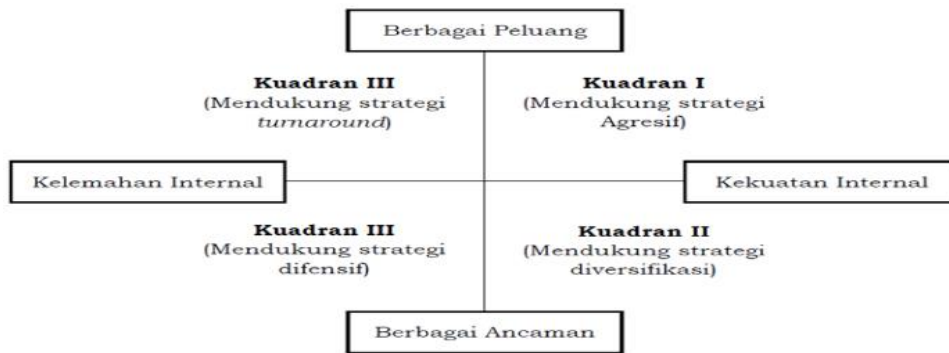 Berbagai Peluang
Kuadran III
(Mendukung strategi
turnaround)
Kuadran I
(Mendukung strategi
Agresif)
Kelemahan Internal
Kekuatan Internal
Kuadran III
(Mendukung strategi
difensif)
Kuadran II
(Mendukung strategi
diversifikasi)
Berbagai Ancaman